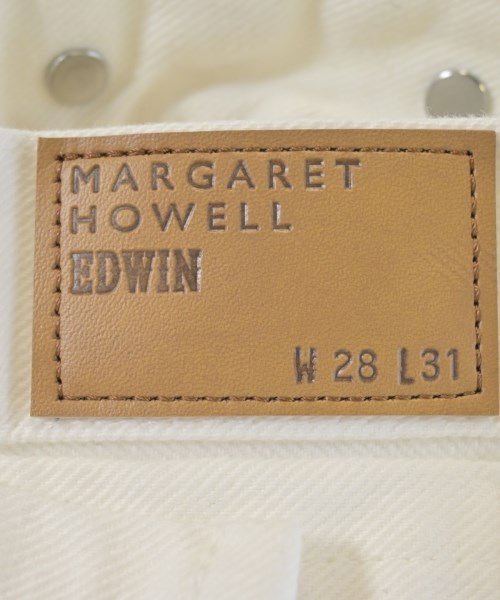 MARGARET
HOWELL
EDWIN
W 28 L31